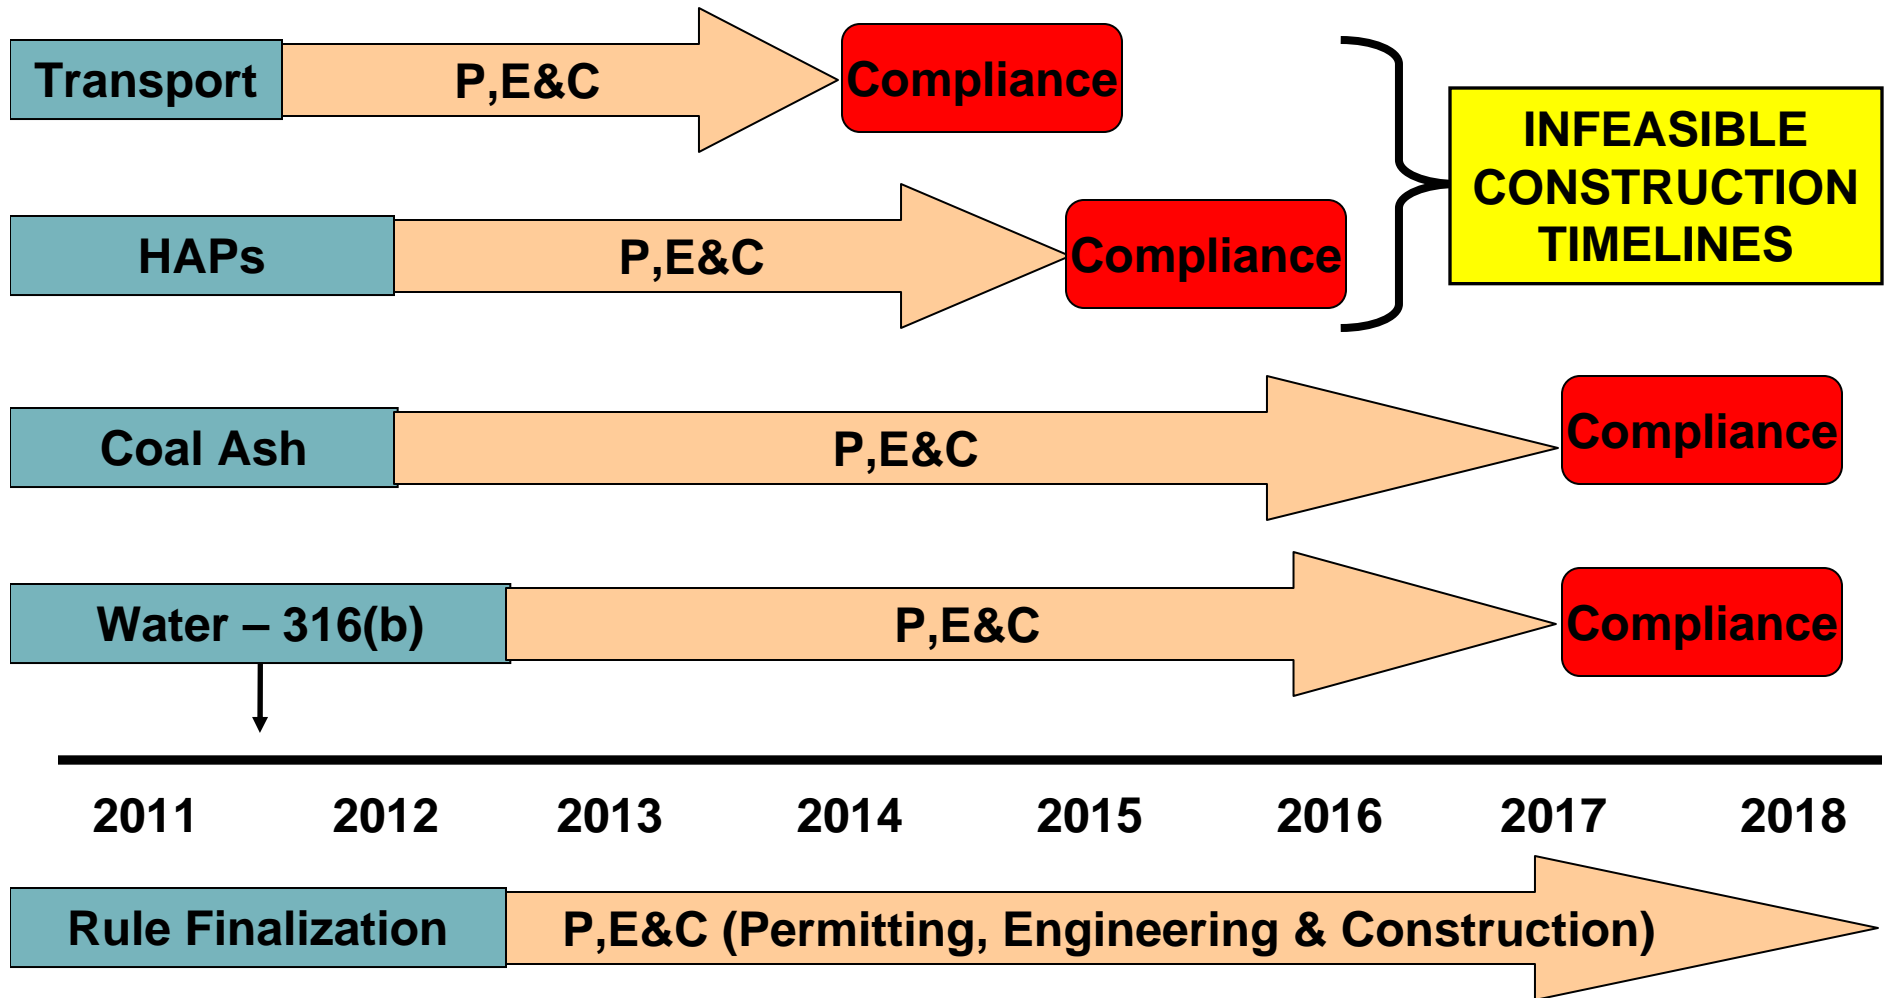 Transport
P,E&C
Compliance
INFEASIBLE
CONSTRUCTION
TIMELINES
HAPs
P,E&C
Compliance
Coal Ash
P,E&C
Compliance
Water – 316(b)
P,E&C
Compliance
2011 2012 2013 2014 2015 2016 2017 2018
Rule Finalization
P,E&C (Permitting, Engineering & Construction)